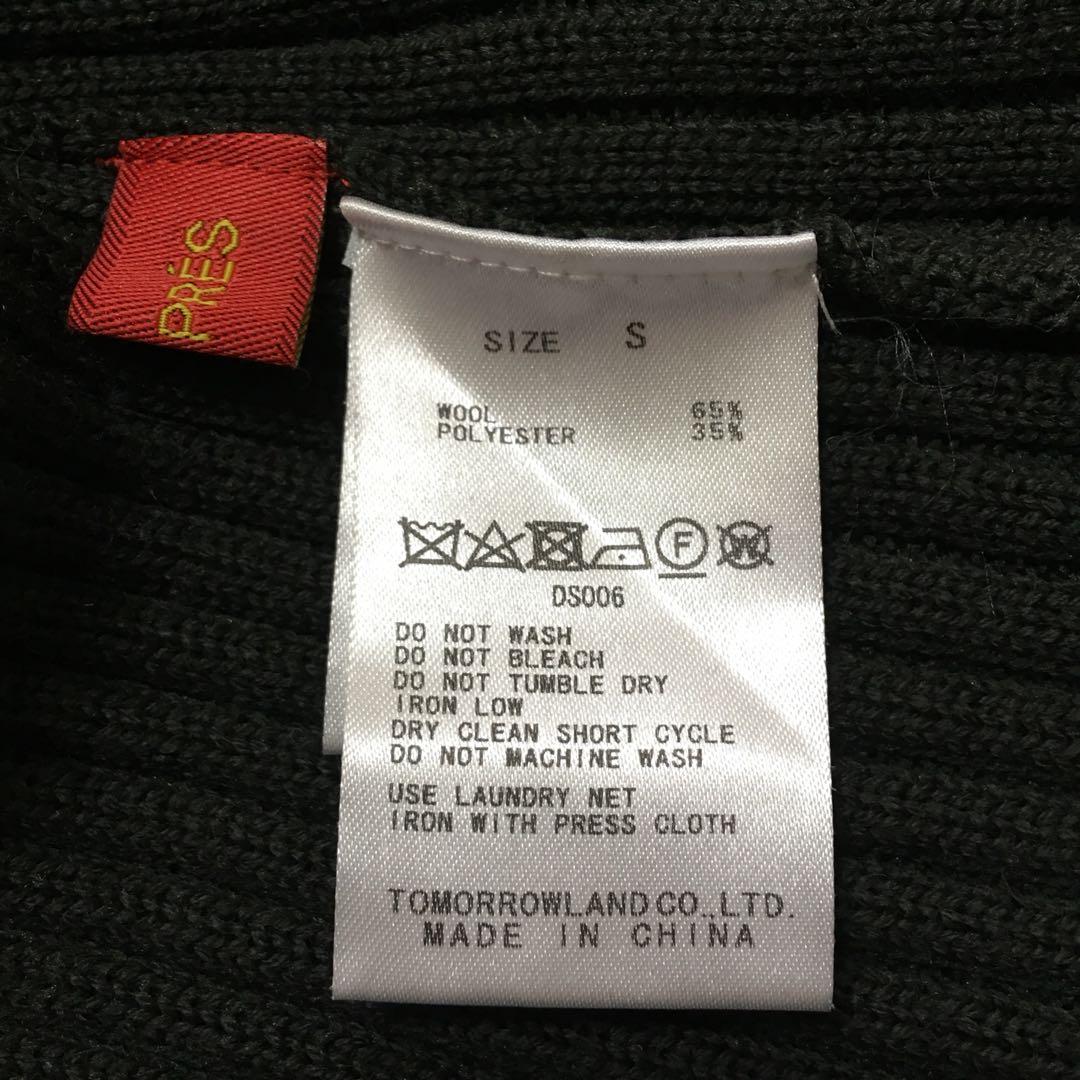 PRÉS
SIZE S
WOOL 65%
POLYESTER 35%
F W
DS006
DO NOT WASH
DO NOT BLEACH
DO NOT TUMBLE DRY
IRON LOW
DRY CLEAN SHORT CYCLE
DO NOT MACHINE WASH
USE LAUNDRY NET
IRON WITH PRESS CLOTH
TOMORROWLAND CO.,LTD.
MADE IN CHINA